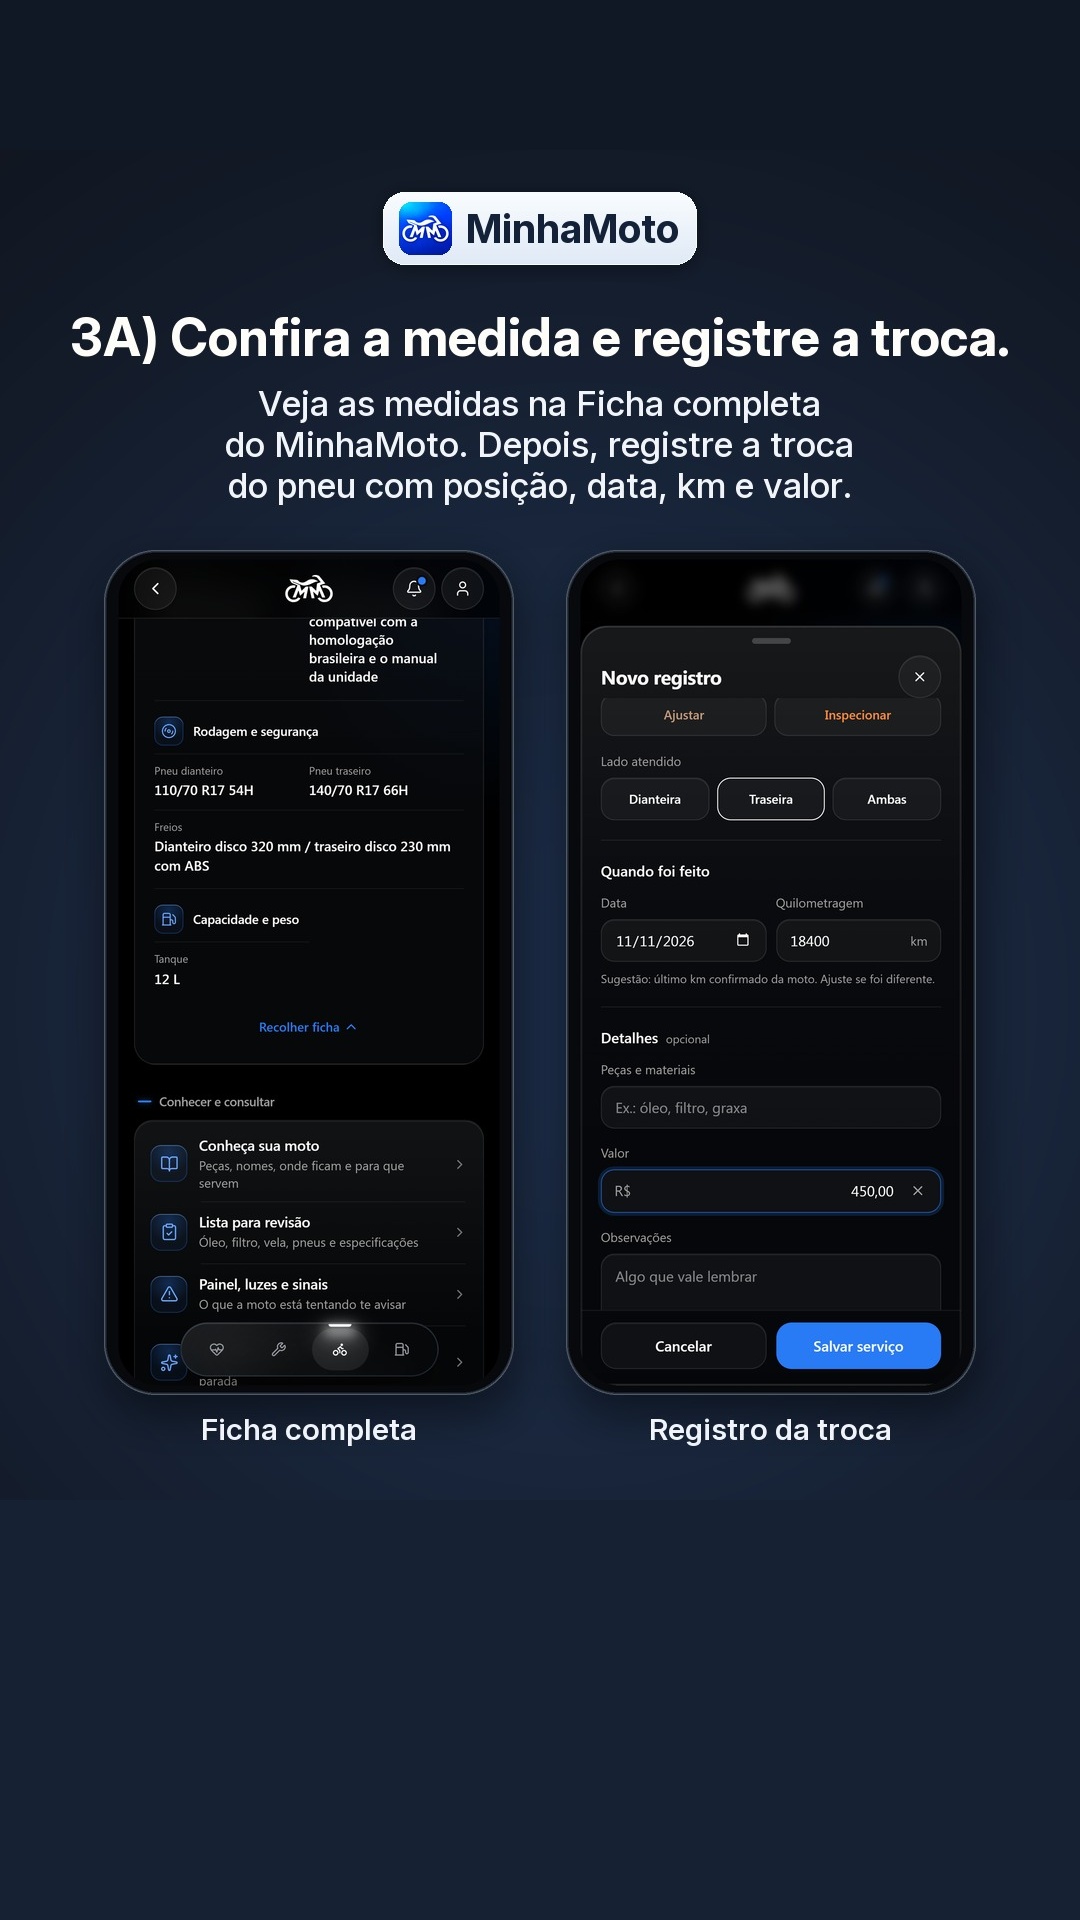 MM MinhaMoto
3A) Confira a medida e registre a troca.
Veja as medidas na Ficha completa
do MinhaMoto. Depois, registre a troca
do pneu com posição, data, km e valor.
MM
compatível com a
homologação
brasileira e o manual
da unidade
Rodagem e segurança
Pneu dianteiro
110/70 R17 54H
Pneu traseiro
140/70 R17 66H
Freios
Dianteiro disco 320 mm / traseiro disco 230 mm
com ABS
Capacidade e peso
Tanque
12 L
Recolher ficha
Conhecer e consultar
Conheça sua moto
Peças, nomes, onde ficam e para que
servem
Lista para revisão
Óleo, filtro, vela, pneus e especificações
Painel, luzes e sinais
O que a moto está tentando te avisar
parada
Ficha completa
Novo registro
Ajustar
Inspecionar
Lado atendido
Dianteira
Traseira
Ambas
Quando foi feito
Data
11/11/2026
Quilometragem
18400 km
Sugestão: último km confirmado da moto. Ajuste se foi diferente.
Detalhes opcional
Peças e materiais
Ex.: óleo, filtro, graxa
Valor
R$ 450,00
Observações
Algo que vale lembrar
Cancelar
Salvar serviço
Registro da troca